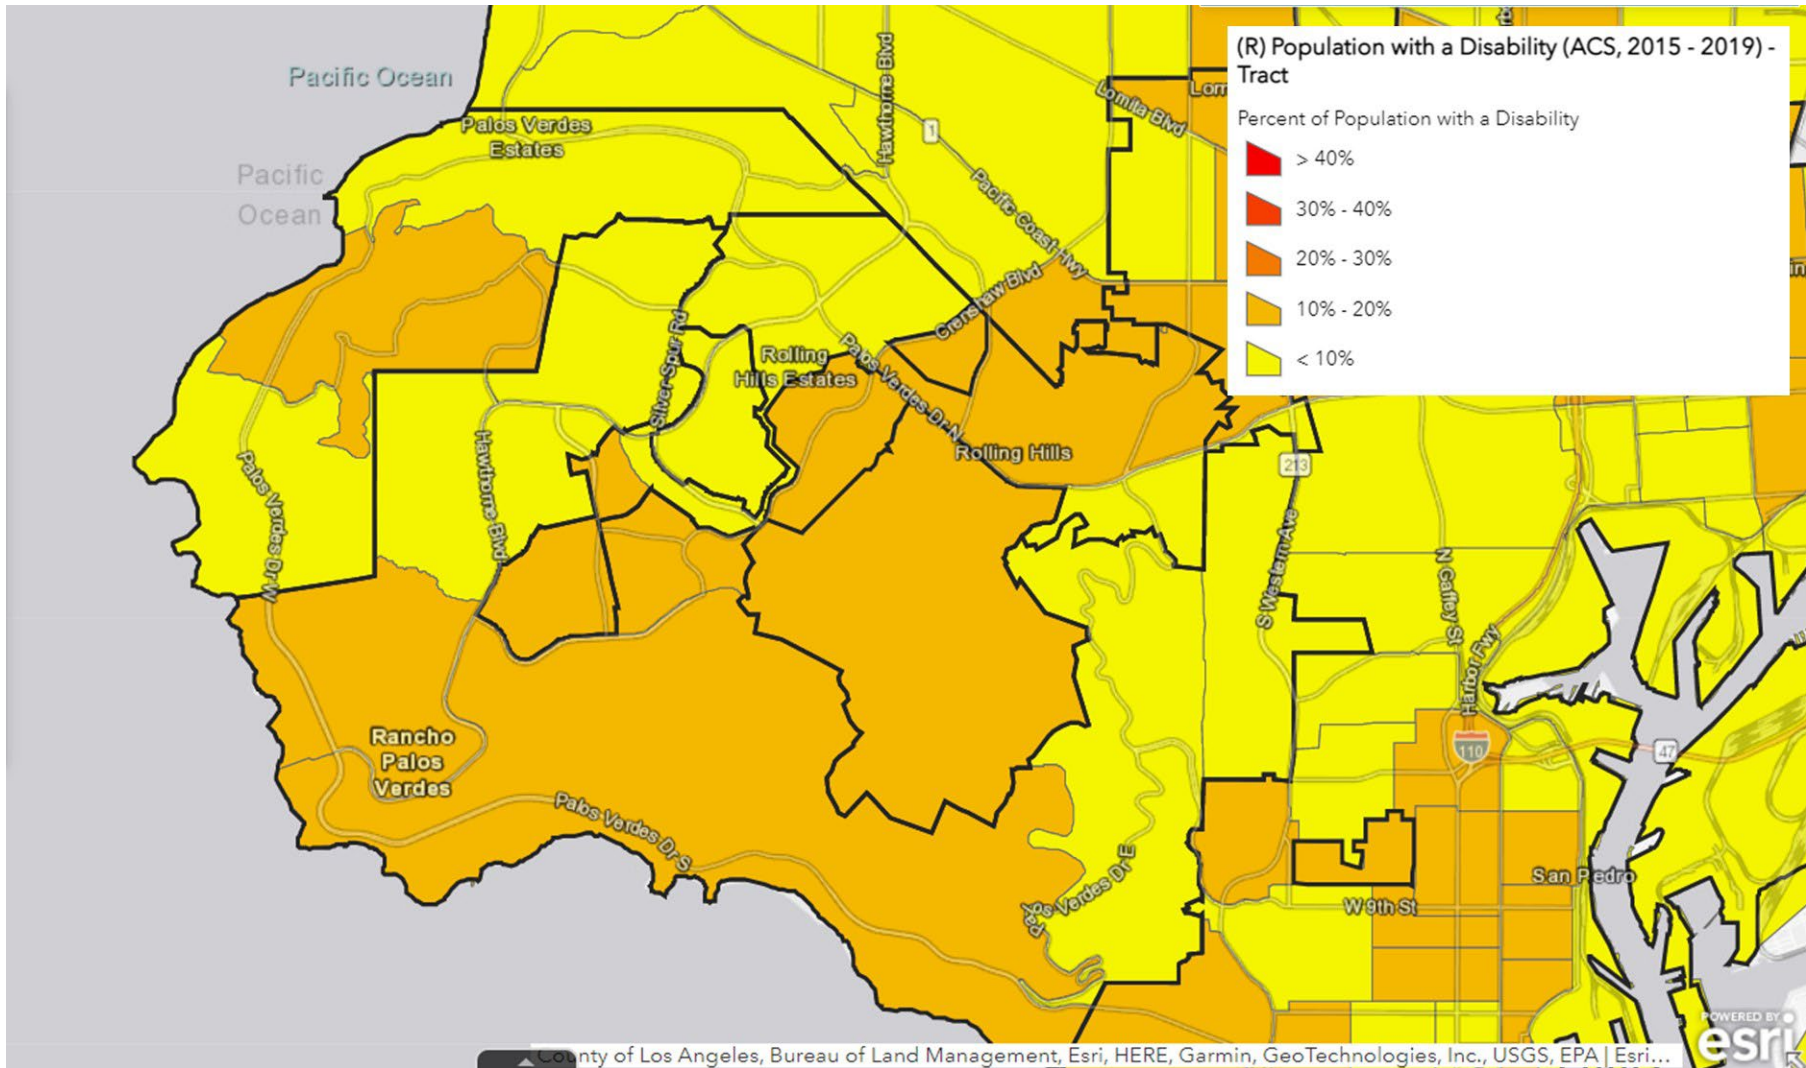 (R) Population with a Disability (ACS, 2015 - 2019) -
Tract
Percent of Population with a Disability
> 40%
30% - 40%
20% - 30%
10% - 20%
< 10%
Pacific Ocean
Pacific
Ocean
Palos Verdes
Estates
Hawthorne Blvd
1
Lomita Blvd
Pacific Coast Hwy
Crenshaw Blvd
Silver Spur Rd
Rolling
Hills Estates
Palos Verdes Dr N
Rolling Hills
213
Palos Verdes Dr W
Hawthorne Blvd
S Western Ave
N Gaffey St
Harbor Fwy
110
47
Rancho
Palos
Verdes
Palos Verdes Dr S
Palos Verdes Dr E
San Pedro
W 9th St
POWERED BY
esri
County of Los Angeles, Bureau of Land Management, Esri, HERE, Garmin, GeoTechnologies, Inc., USGS, EPA | Esri...